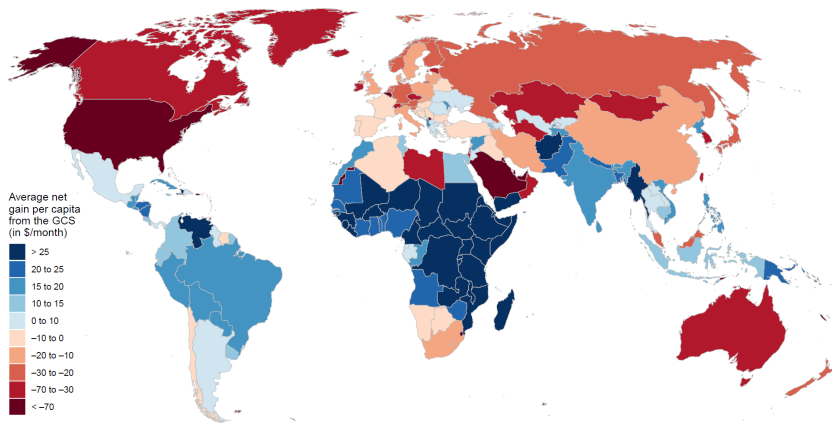 Average net
gain per capita
from the GCS
(in $/month)
> 25
20 to 25
15 to 20
10 to 15
0 to 10
–10 to 0
–20 to –10
–30 to –20
–70 to –30
< –70